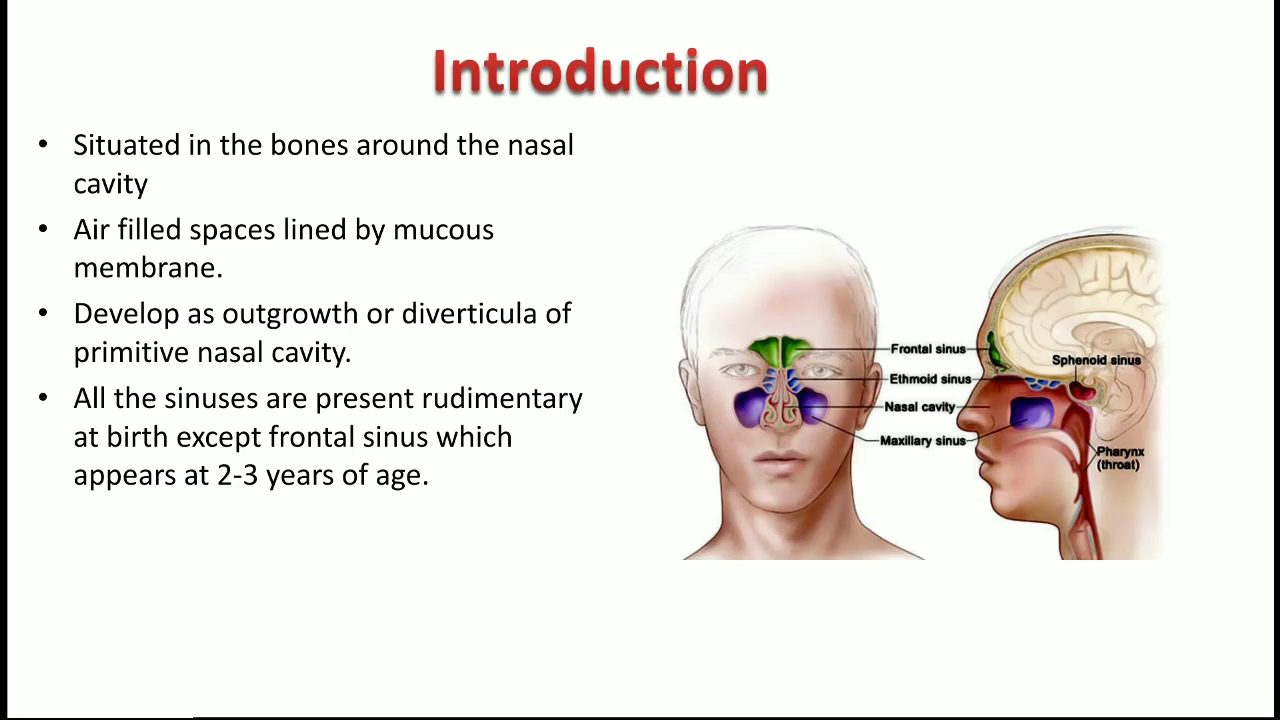 Introduction
• Situated in the bones around the nasal
cavity
• Air filled spaces lined by mucous
membrane.
• Develop as outgrowth or diverticula of
primitive nasal cavity.
• All the sinuses are present rudimentary
at birth except frontal sinus which
appears at 2-3 years of age.
Frontal sinus
Sphenoid sinus
Ethmoid sinus
Nasal cavity
Maxillary sinus
Pharynx
(throat)